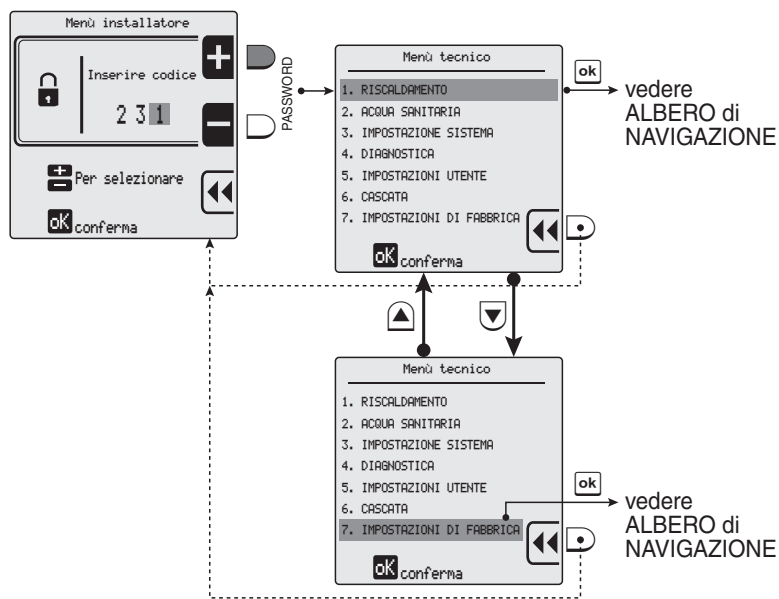 Menù installatore
Inserire codice
2 3 1
+
−
Per selezionare
oK conferma
PASSWORD
Menù tecnico
1. RISCALDAMENTO
2. ACQUA SANITARIA
3. IMPOSTAZIONE SISTEMA
4. DIAGNOSTICA
5. IMPOSTAZIONI UTENTE
6. CASCATA
7. IMPOSTAZIONI DI FABBRICA
oK conferma
ok
vedere
ALBERO di
NAVIGAZIONE
Menù tecnico
1. RISCALDAMENTO
2. ACQUA SANITARIA
3. IMPOSTAZIONE SISTEMA
4. DIAGNOSTICA
5. IMPOSTAZIONI UTENTE
6. CASCATA
7. IMPOSTAZIONI DI FABBRICA
oK conferma
ok
vedere
ALBERO di
NAVIGAZIONE